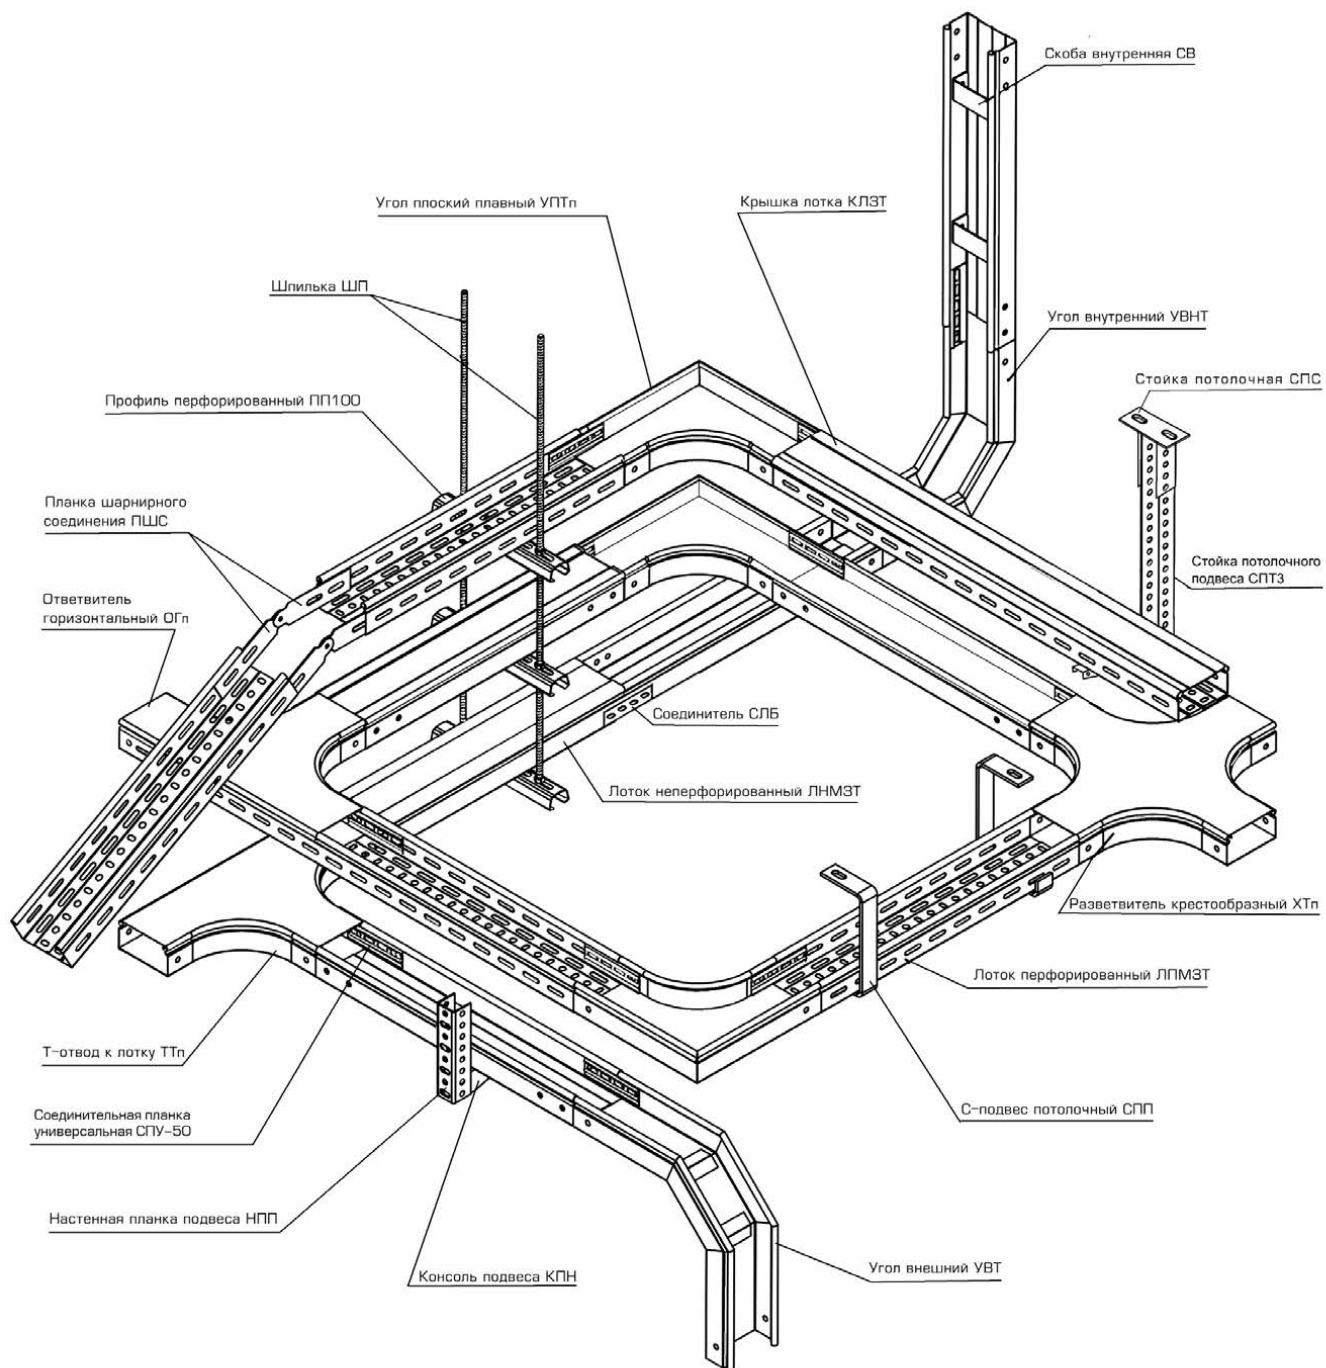 Скоба внутренняя СВ
Угол плоский плавный УПТп
Крышка лотка КЛЗТ
Шпилька ШП
Угол внутренний УВНТ
Стойка потолочная СПС
Профиль перфорированный ПП100
Планка шарнирного
соединения ПШС
Стойка потолочного
подвеса СПТЗ
Ответвитель
горизонтальный ОГп
Соединитель СЛБ
Лоток неперфорированный ЛНМЗТ
Разветвитель крестообразный ХТп
Лоток перфорированный ЛПМЗТ
Т-отвод к лотку ТТп
Соединительная планка
универсальная СПУ-50
С-подвес потолочный СПП
Настенная планка подвеса НПП
Консоль подвеса КПН
Угол внешний УВТ